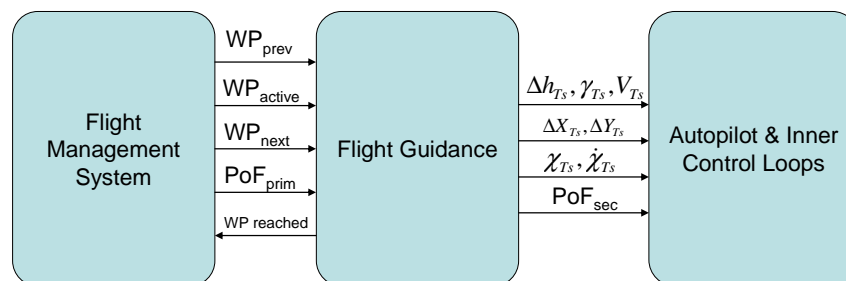 Flight
Management
System
WP_prev
WP_active
WP_next
PoF_prim
WP reached
Flight Guidance
Δh_Ts, γ_Ts, V_Ts
ΔX_Ts, ΔY_Ts
χ_Ts, χ̇_Ts
PoF_sec
Autopilot & Inner
Control Loops